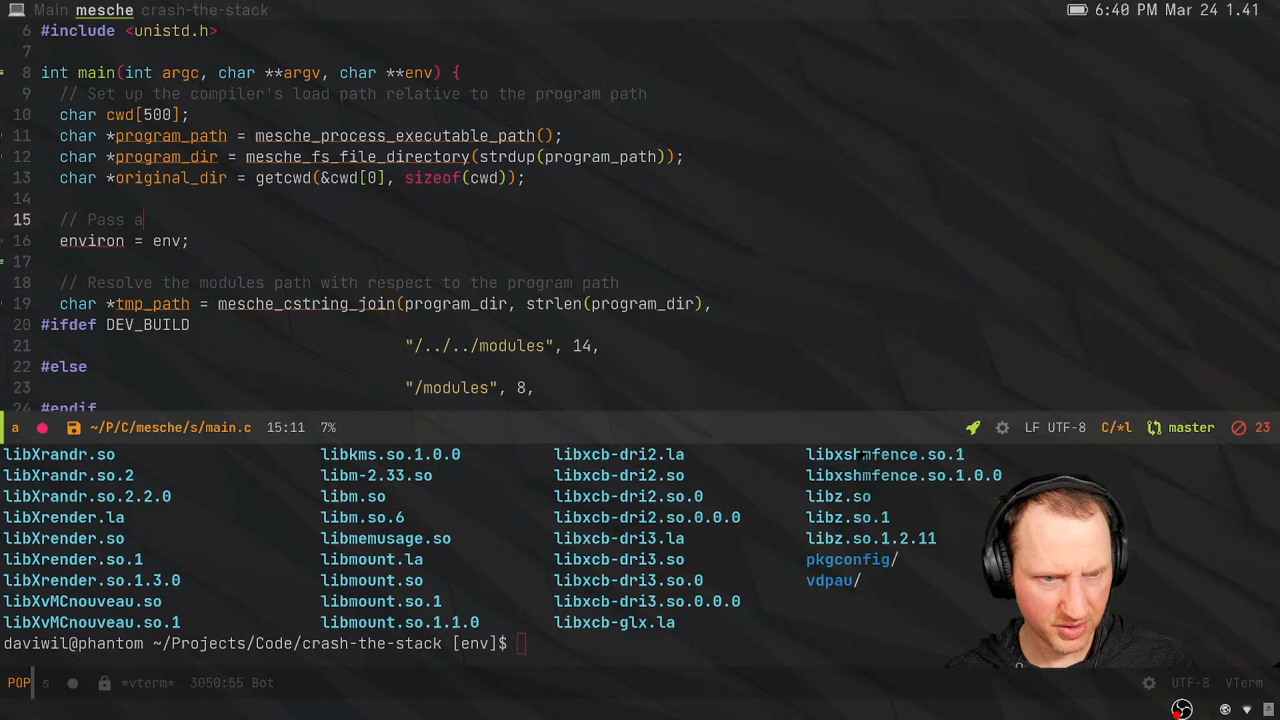 Main mesche crash-the-stack 6:40 PM Mar 24 1.41
6 #include <unistd.h>
7
8 int main(int argc, char **argv, char **env) {
9 // Set up the compiler's load path relative to the program path
10 char cwd[500];
11 char *program_path = mesche_process_executable_path();
12 char *program_dir = mesche_fs_file_directory(strdup(program_path));
13 char *original_dir = getcwd(&cwd[0], sizeof(cwd));
14
15 // Pass a
16 environ = env;
17
18 // Resolve the modules path with respect to the program path
19 char *tmp_path = mesche_cstring_join(program_dir, strlen(program_dir),
20 #ifdef DEV_BUILD
21 "/../../modules", 14,
22 #else
23 "/modules", 8,
24 #endif
a ~/P/C/mesche/s/main.c 15:11 7% LF UTF-8 C/*l master 23
libXrandr.so libkms.so.1.0.0 libxcb-dri2.la libxshmfence.so.1
libXrandr.so.2 libm-2.33.so libxcb-dri2.so libxshmfence.so.1.0.0
libXrandr.so.2.2.0 libm.so libxcb-dri2.so.0 libz.so
libXrender.la libm.so.6 libxcb-dri2.so.0.0.0 libz.so.1
libXrender.so libmemusage.so libxcb-dri3.la libz.so.1.2.11
libXrender.so.1 libmount.la libxcb-dri3.so pkgconfig/
libXrender.so.1.3.0 libmount.so libxcb-dri3.so.0 vdpau/
libXvMCnouveau.so libmount.so.1 libxcb-dri3.so.0.0.0
libXvMCnouveau.so.1 libmount.so.1.1.0 libxcb-glx.la
daviwil@phantom ~/Projects/Code/crash-the-stack [env]$
POP s *vterm* 3050:55 Bot UTF-8 VTerm